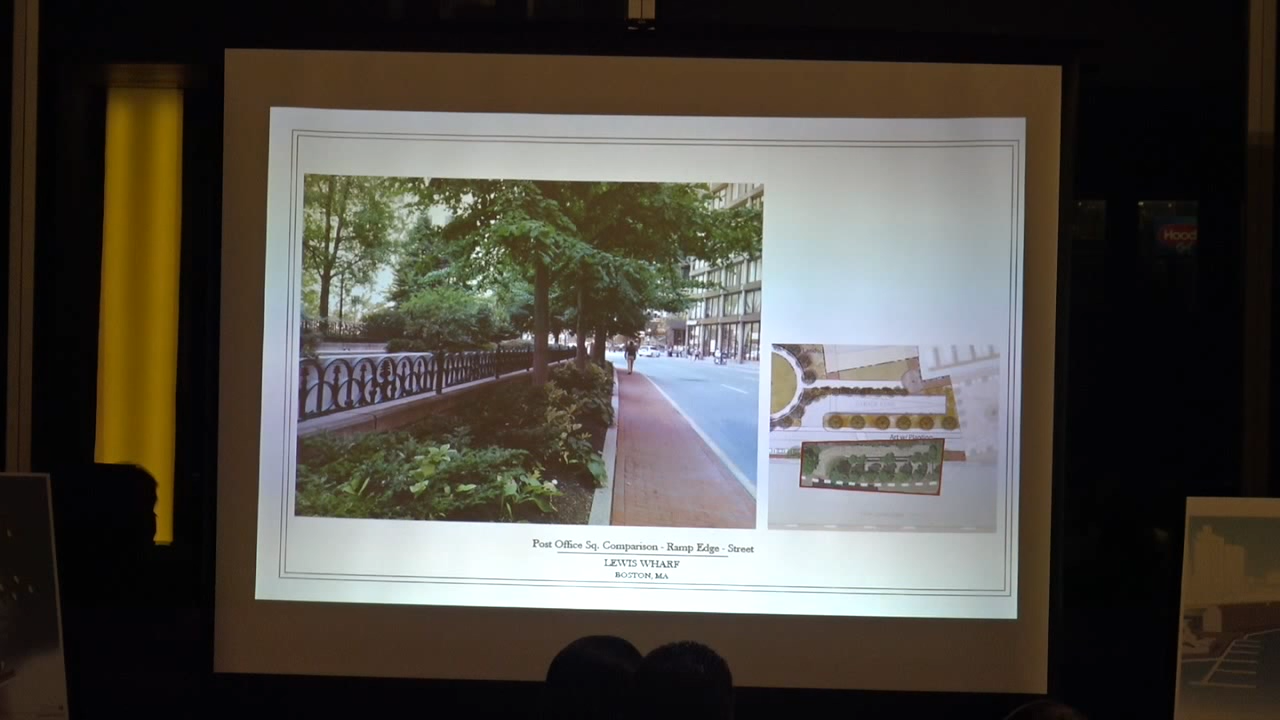 Hood
Post Office Sq. Comparison - Ramp Edge - Street
LEWIS WHARF
BOSTON, MA